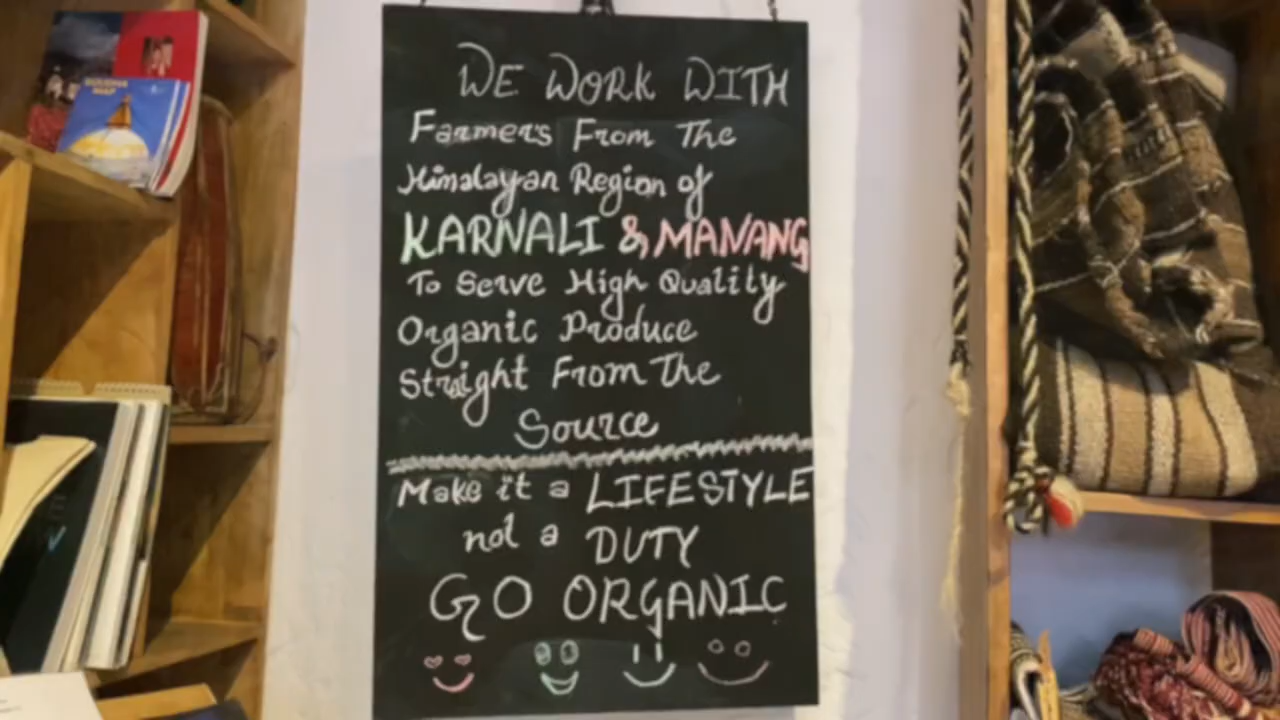 WE WORK WITH
Farmers From The
Himalayan Region of
KARNALI & MANANG
To Serve High Quality
Organic Produce
Straight From The
Source
Make it a LIFESTYLE
not a DUTY
GO ORGANIC